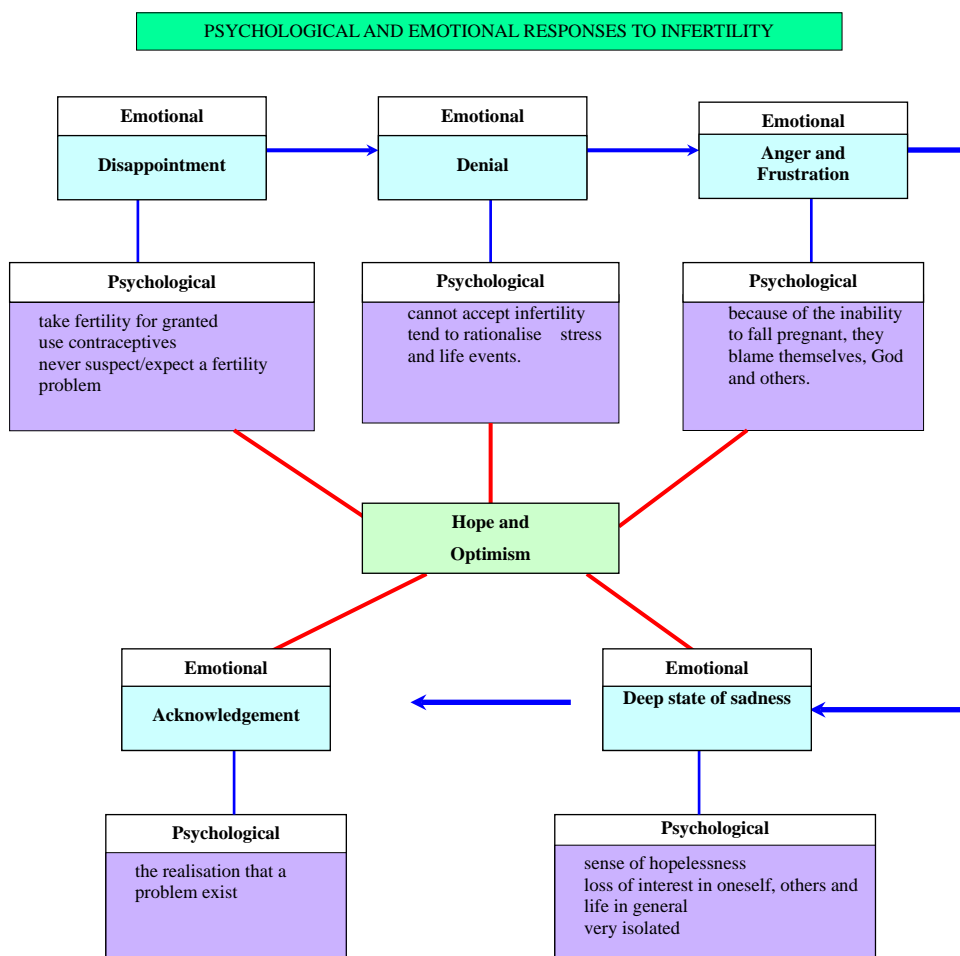 PSYCHOLOGICAL AND EMOTIONAL RESPONSES TO INFERTILITY
Emotional
Disappointment
Emotional
Denial
Emotional
Anger and
Frustration
Psychological
take fertility for granted
use contraceptives
never suspect/expect a fertility
problem
Psychological
cannot accept infertility
tend to rationalise stress
and life events.
Psychological
because of the inability
to fall pregnant, they
blame themselves, God
and others.
Hope and
Optimism
Emotional
Acknowledgement
Emotional
Deep state of sadness
Psychological
the realisation that a
problem exist
Psychological
sense of hopelessness
loss of interest in oneself, others and
life in general
very isolated